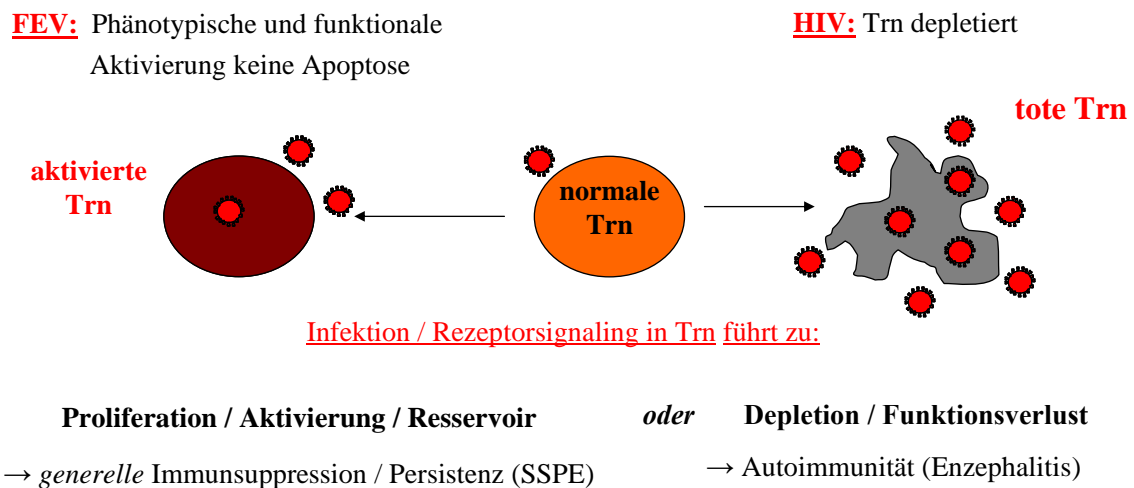 FEV: Phänotypische und funktionale
Aktivierung keine Apoptose
HIV: Trn depletiert
tote Trn
aktivierte
Trn
normale
Trn
Infektion / Rezeptorsignaling in Trn führt zu:
Proliferation / Aktivierung / Resservoir oder Depletion / Funktionsverlust
→ generelle Immunsuppression / Persistenz (SSPE) → Autoimmunität (Enzephalitis)